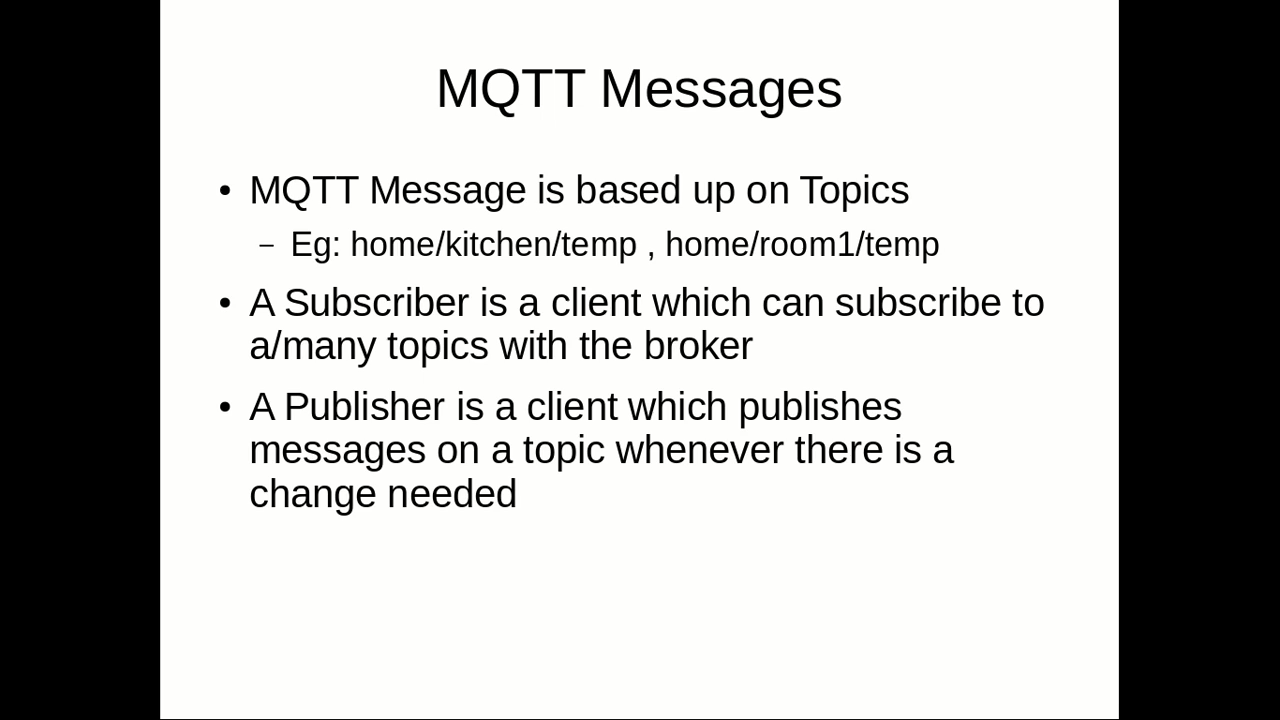 MQTT Messages
• MQTT Message is based up on Topics
– Eg: home/kitchen/temp , home/room1/temp
• A Subscriber is a client which can subscribe to
a/many topics with the broker
• A Publisher is a client which publishes
messages on a topic whenever there is a
change needed